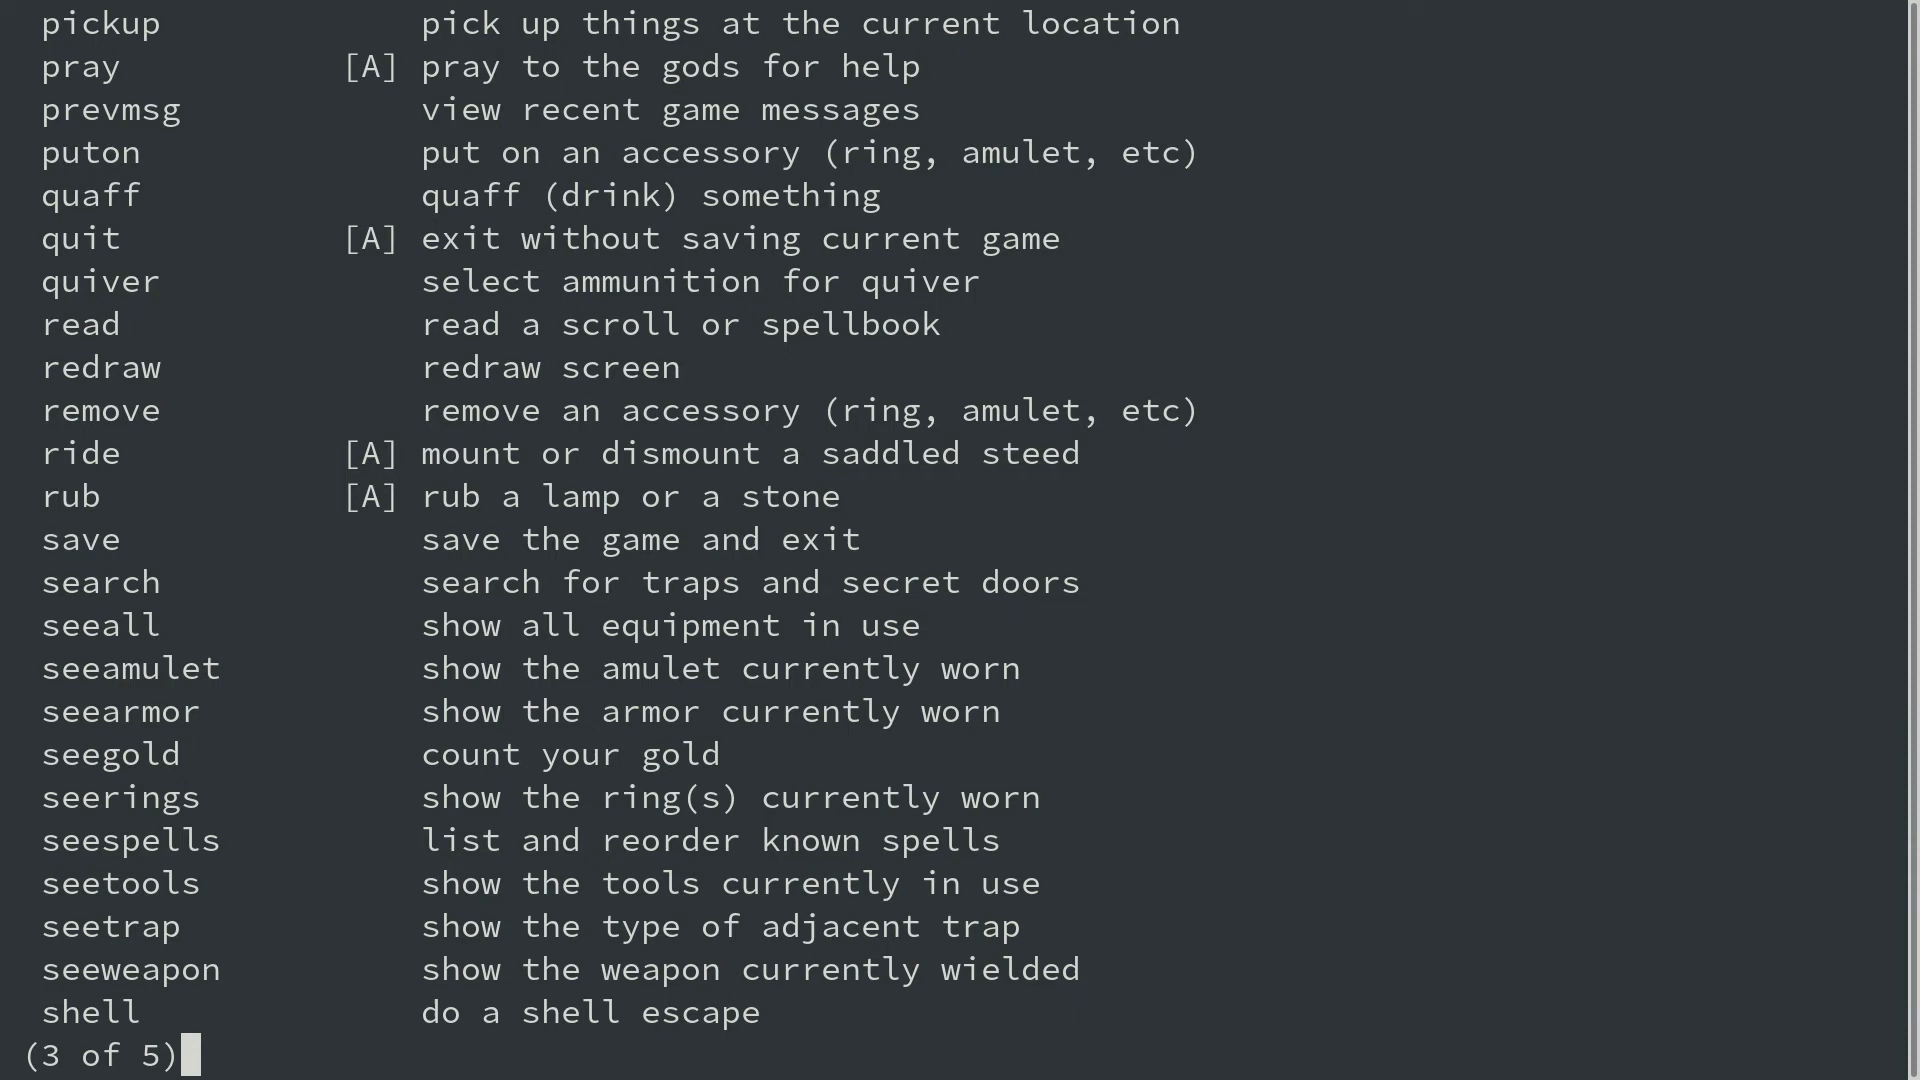 pickup pick up things at the current location
pray [A] pray to the gods for help
prevmsg view recent game messages
puton put on an accessory (ring, amulet, etc)
quaff quaff (drink) something
quit [A] exit without saving current game
quiver select ammunition for quiver
read read a scroll or spellbook
redraw redraw screen
remove remove an accessory (ring, amulet, etc)
ride [A] mount or dismount a saddled steed
rub [A] rub a lamp or a stone
save save the game and exit
search search for traps and secret doors
seeall show all equipment in use
seeamulet show the amulet currently worn
seearmor show the armor currently worn
seegold count your gold
seerings show the ring(s) currently worn
seespells list and reorder known spells
seetools show the tools currently in use
seetrap show the type of adjacent trap
seeweapon show the weapon currently wielded
shell do a shell escape
(3 of 5)